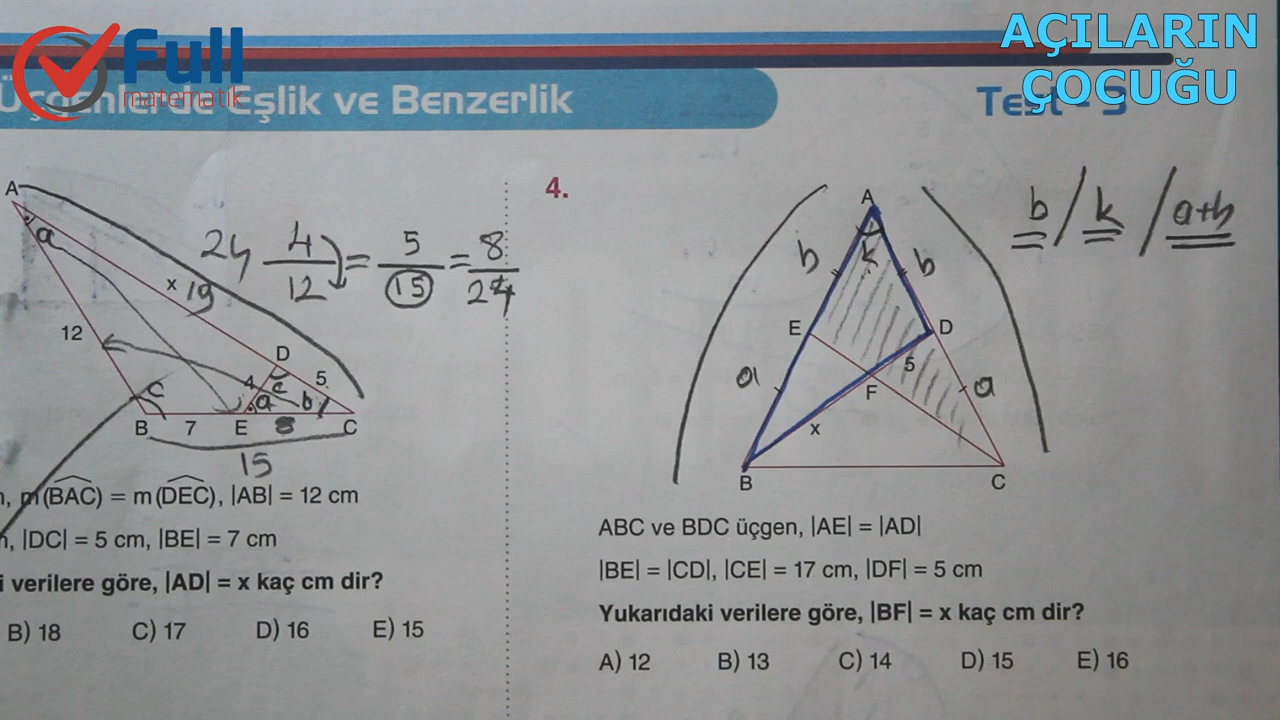 Full
matematik
AÇILARIN
ÇOCUĞU
Üçgenlerde Eşlik ve Benzerlik
Test - 3
A
a
x 19
12
D
4
e
5
C
a
b
B
7
E
8
C
15
24 4/12 = 5/15 = 8/24
4.
b / k / a+b
A
b
k
b
E
D
5
a
F
a
x
B
C
m(BAC) = m(DEC), |AB| = 12 cm
|DC| = 5 cm, |BE| = 7 cm
verilere göre, |AD| = x kaç cm dir?
B) 18 C) 17 D) 16 E) 15
ABC ve BDC üçgen, |AE| = |AD|
|BE| = |CD|, |CE| = 17 cm, |DF| = 5 cm
Yukarıdaki verilere göre, |BF| = x kaç cm dir?
A) 12 B) 13 C) 14 D) 15 E) 16